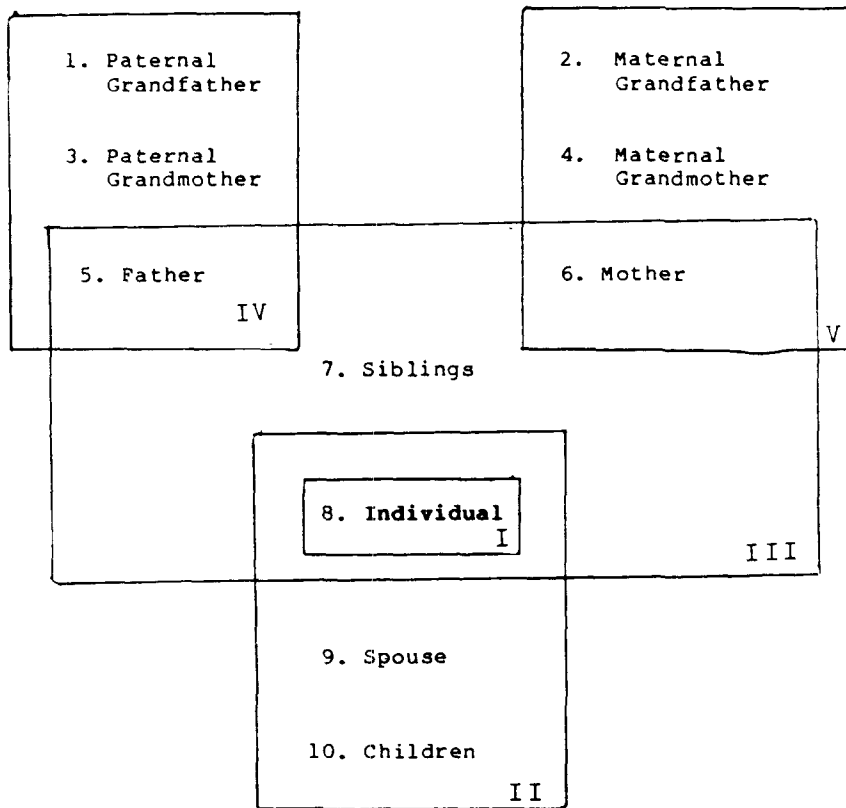 1. Paternal
Grandfather
2. Maternal
Grandfather
3. Paternal
Grandmother
4. Maternal
Grandmother
5. Father
IV
6. Mother
V
7. Siblings
8. Individual
I
III
9. Spouse
10. Children
II